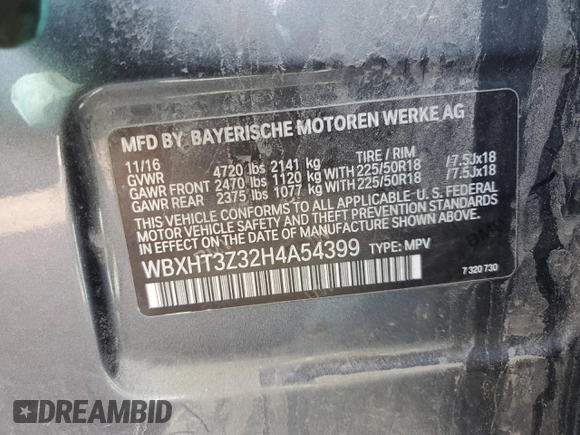 MFD BY BAYERISCHE MOTOREN WERKE AG
11/16 TIRE / RIM
GVWR 4720 lbs 2141 kg
GAWR FRONT 2470 lbs 1120 kg WITH 225/50R18 /7.5Jx18
GAWR REAR 2375 lbs 1077 kg WITH 225/50R18 /7.5Jx18
THIS VEHICLE CONFORMS TO ALL APPLICABLE U.S. FEDERAL
MOTOR VEHICLE SAFETY, BUMPER, AND THEFT PREVENTION
STANDARDS IN EFFECT ON THE DATE OF MANUFACTURE
SHOWN ABOVE.
WBXHT3Z32H4A54399 TYPE: MPV
7 320 730
DREAMBID